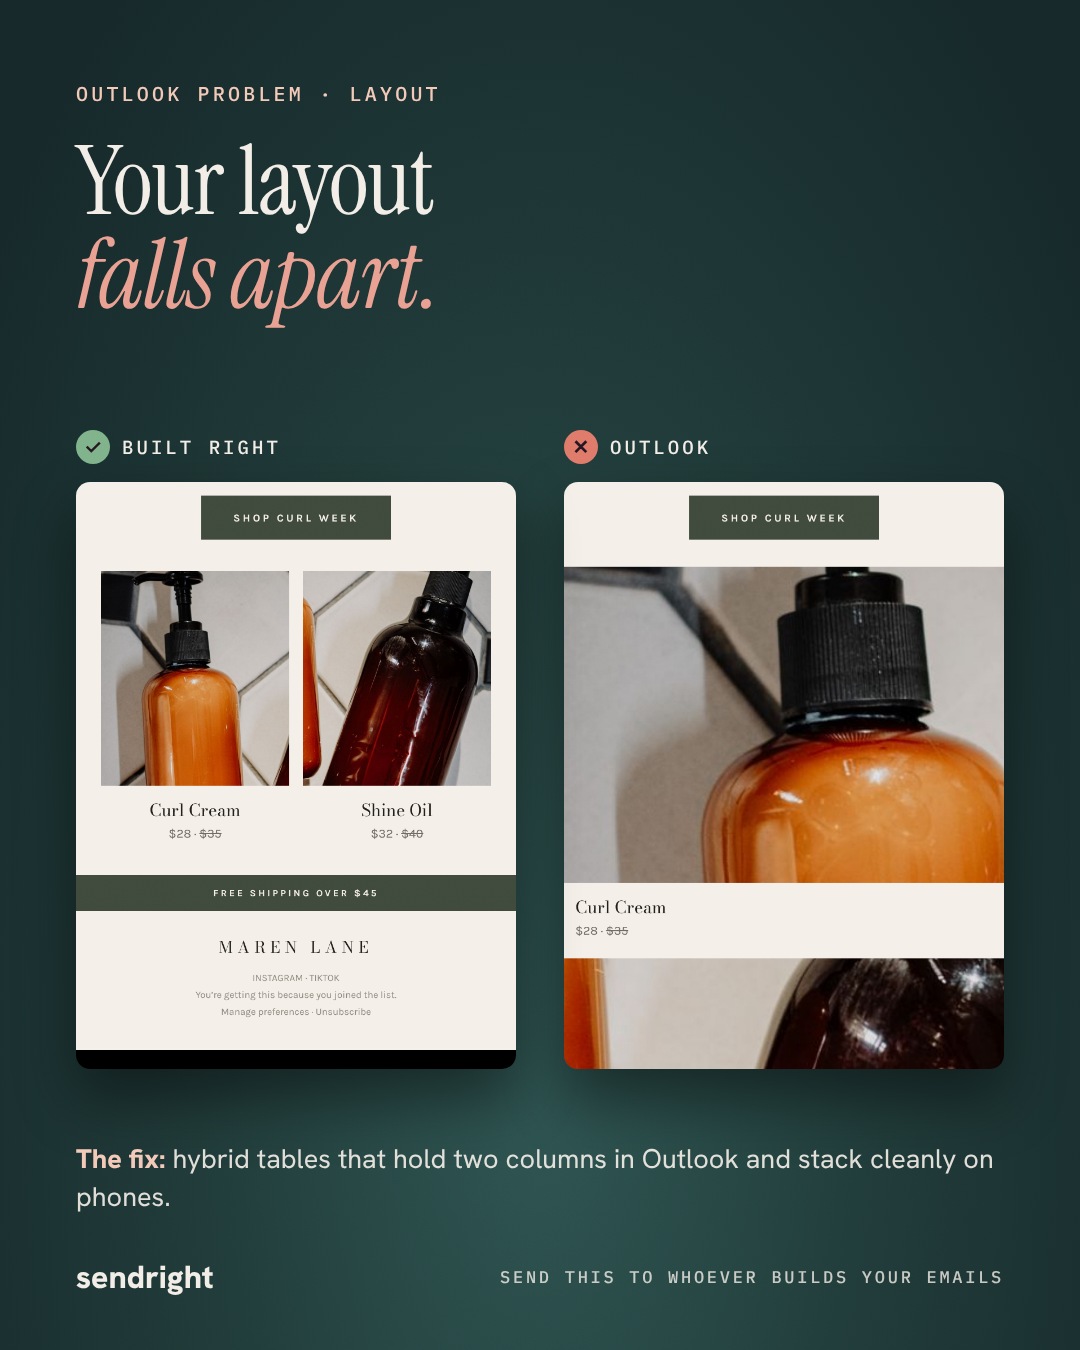 OUTLOOK PROBLEM · LAYOUT
Your layout
falls apart.
BUILT RIGHT
SHOP CURL WEEK
Curl Cream
$28 · $35
Shine Oil
$32 · $40
FREE SHIPPING OVER $45
MAREN LANE
INSTAGRAM · TIKTOK
You're getting this because you joined the list.
Manage preferences · Unsubscribe
OUTLOOK
SHOP CURL WEEK
Curl Cream
$28 · $35
The fix: hybrid tables that hold two columns in Outlook and stack cleanly on
phones.
sendright
SEND THIS TO WHOEVER BUILDS YOUR EMAILS